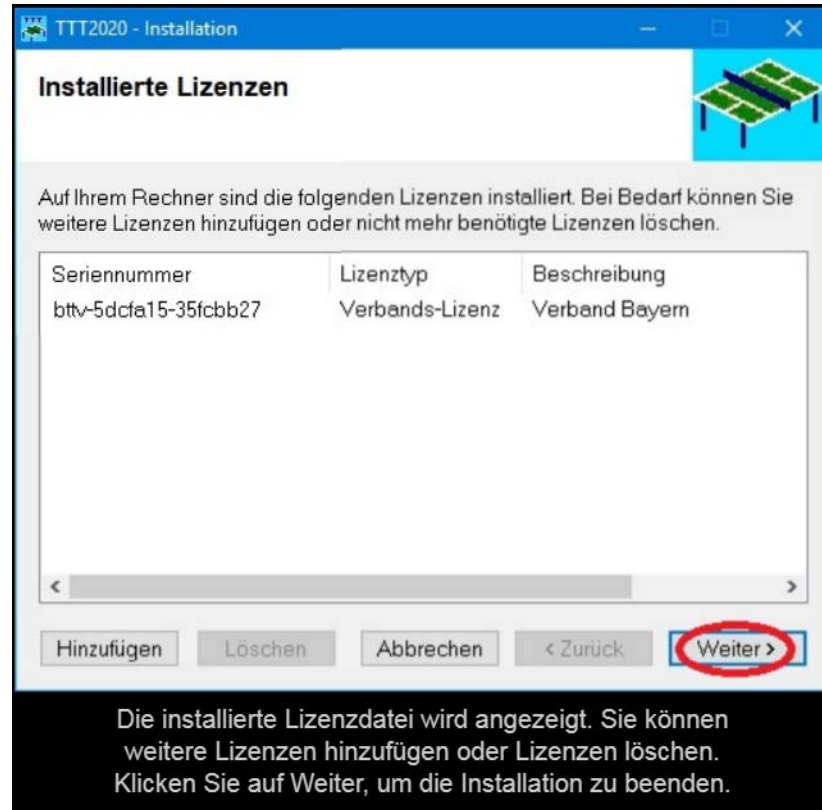 TTT
TTT2020 - Installation
Installierte Lizenzen
Auf Ihrem Rechner sind die folgenden Lizenzen installiert. Bei Bedarf können Sie
weitere Lizenzen hinzufügen oder nicht mehr benötigte Lizenzen löschen.
Seriennummer Lizenztyp Beschreibung
bttv-5dcfa15-35fcbb27 Verbands-Lizenz Verband Bayern
Hinzufügen Löschen Abbrechen < Zurück Weiter >
Die installierte Lizenzdatei wird angezeigt. Sie können
weitere Lizenzen hinzufügen oder Lizenzen löschen.
Klicken Sie auf Weiter, um die Installation zu beenden.